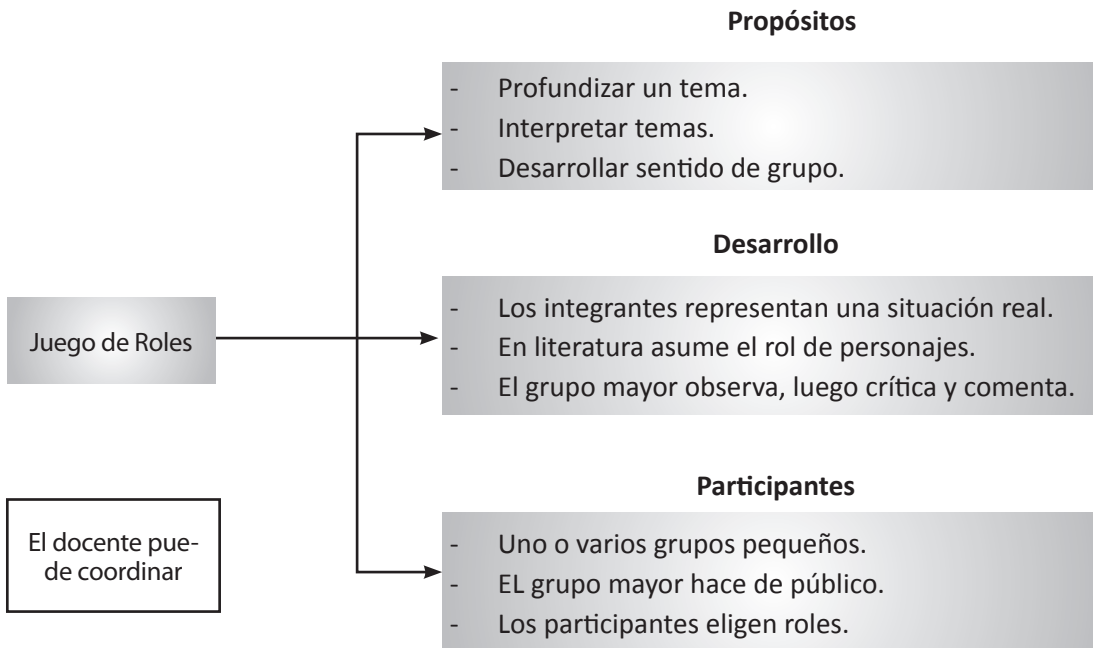 Propósitos
- Profundizar un tema.
- Interpretar temas.
- Desarrollar sentido de grupo.
Desarrollo
- Los integrantes representan una situación real.
- En literatura asume el rol de personajes.
- El grupo mayor observa, luego crítica y comenta.
Juego de Roles
Participantes
- Uno o varios grupos pequeños.
- EL grupo mayor hace de público.
- Los participantes eligen roles.
El docente pue-
de coordinar